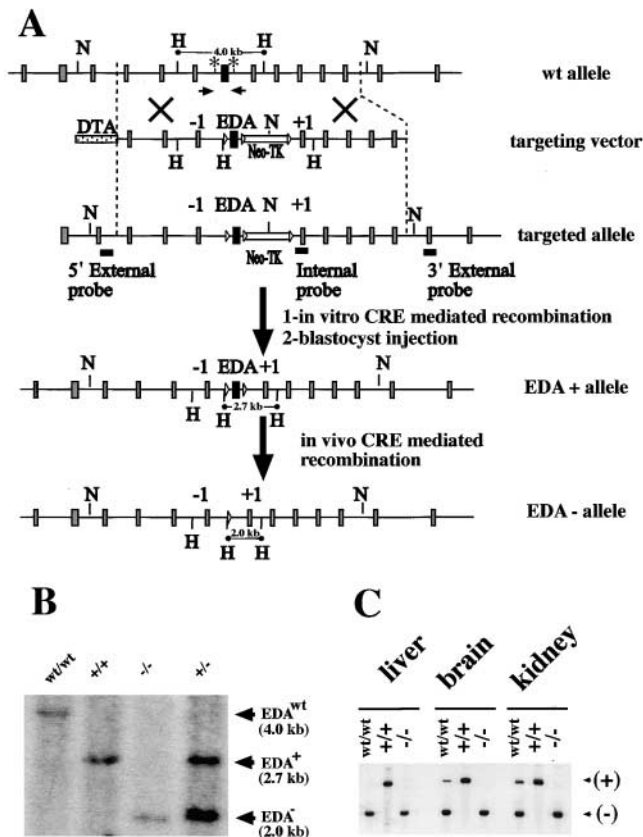 A
N H 4.0 kb H N
* *
wt allele
DTA -1 EDA N +1
H H Neo-TK H
targeting vector
N -1 EDA N +1 N
targeted allele
Neo-TK
5' External probe
Internal probe
3' External probe
1-in vitro CRE mediated recombination
2-blastocyst injection
N -1 EDA +1 N
EDA + allele
H H 2.7 kb H
in vivo CRE mediated
recombination
N -1 +1 N
EDA - allele
H H 2.0 kb H
B
wt/wt +/+ -/- +/-
EDA wt
(4.0 kb)
EDA +
(2.7 kb)
EDA -
(2.0 kb)
C
liver brain kidney
wt/wt +/+ -/- wt/wt +/+ -/- wt/wt +/+ -/-
(+)
(-)